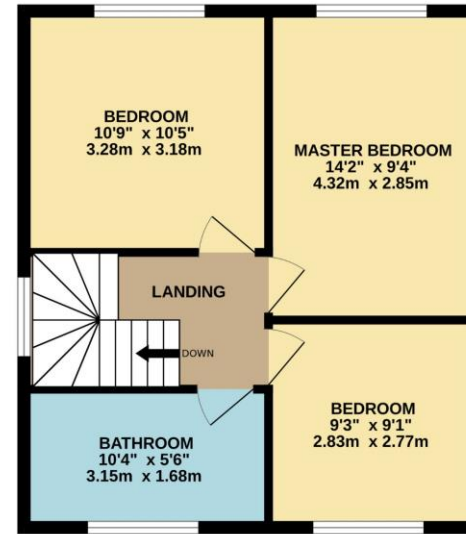 BEDROOM
10'9" x 10'5"
3.28m x 3.18m
MASTER BEDROOM
14'2" x 9'4"
4.32m x 2.85m
LANDING
DOWN
BATHROOM
10'4" x 5'6"
3.15m x 1.68m
BEDROOM
9'3" x 9'1"
2.83m x 2.77m